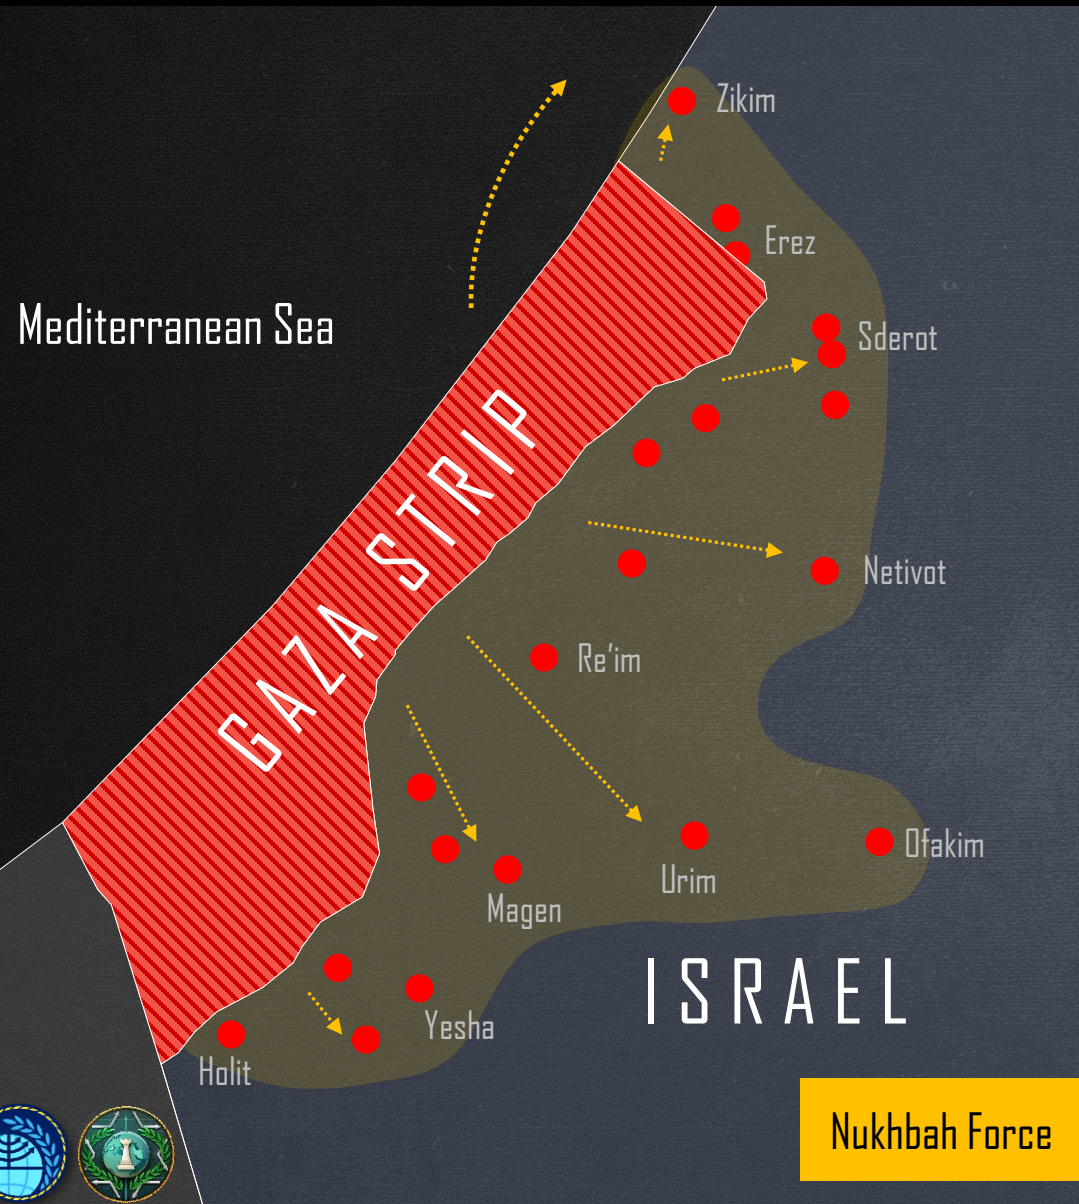 Zikim
Erez
Mediterranean Sea
Sderot
GAZA STRIP
Netivot
Re'im
Ofakim
Urim
Magen
ISRAEL
Yesha
Holit
Nukhbah Force